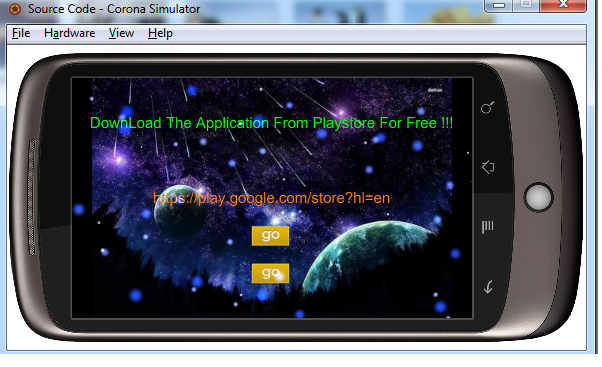 Source Code - Corona Simulator
File Hardware View Help
DownLoad The Application From Playstore For Free !!!
https://play.google.com/store?hl=en
go
go